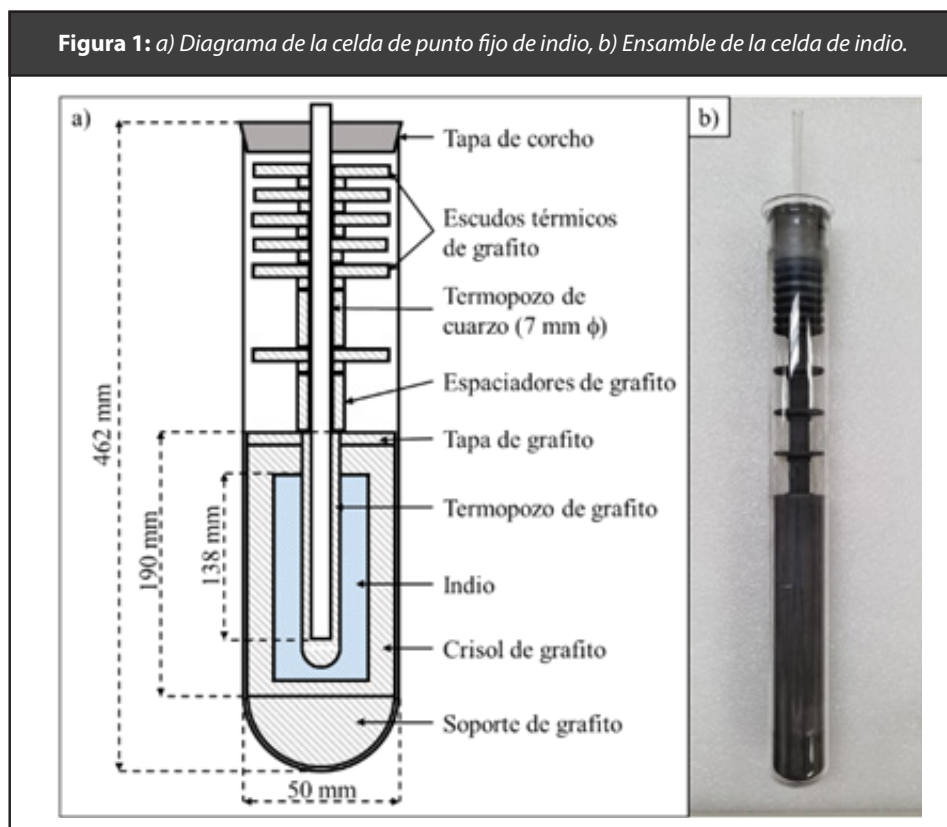 Figura 1: a) Diagrama de la celda de punto fijo de indio, b) Ensamble de la celda de indio.
a)
b)
Tapa de corcho
Escudos térmicos
de grafito
Termopozo de
cuarzo (7 mm ϕ)
Espaciadores de grafito
Tapa de grafito
Termopozo de grafito
Indio
Crisol de grafito
Soporte de grafito
462 mm
190 mm
138 mm
50 mm